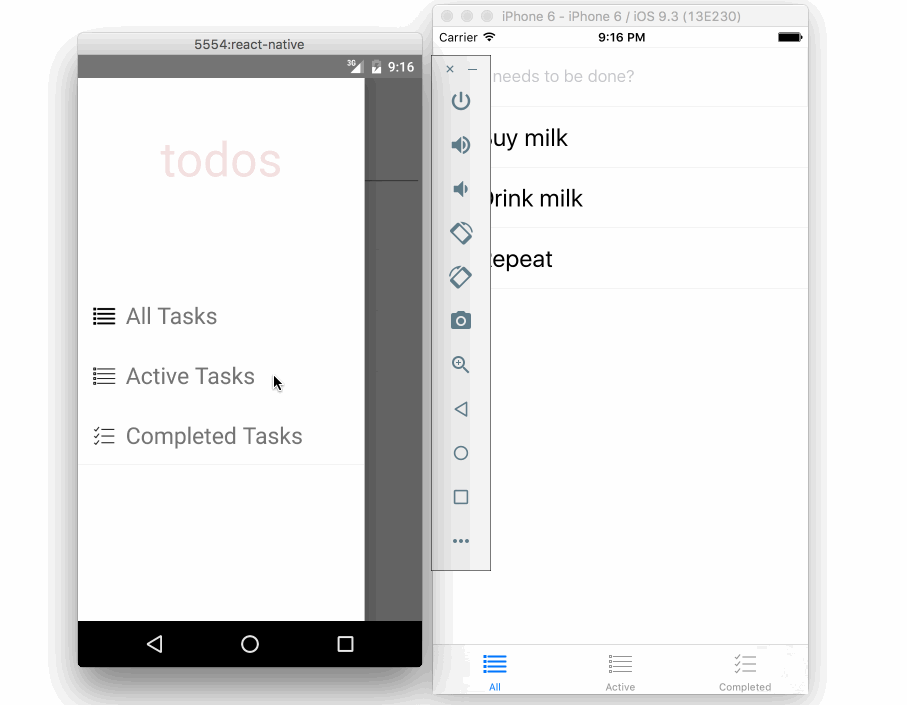 5554:react-native
3G 9:16
todos
All Tasks
Active Tasks
Completed Tasks
iPhone 6 - iPhone 6 / iOS 9.3 (13E230)
Carrier 9:16 PM
needs to be done?
uy milk
rink milk
epeat
All
Active
Completed